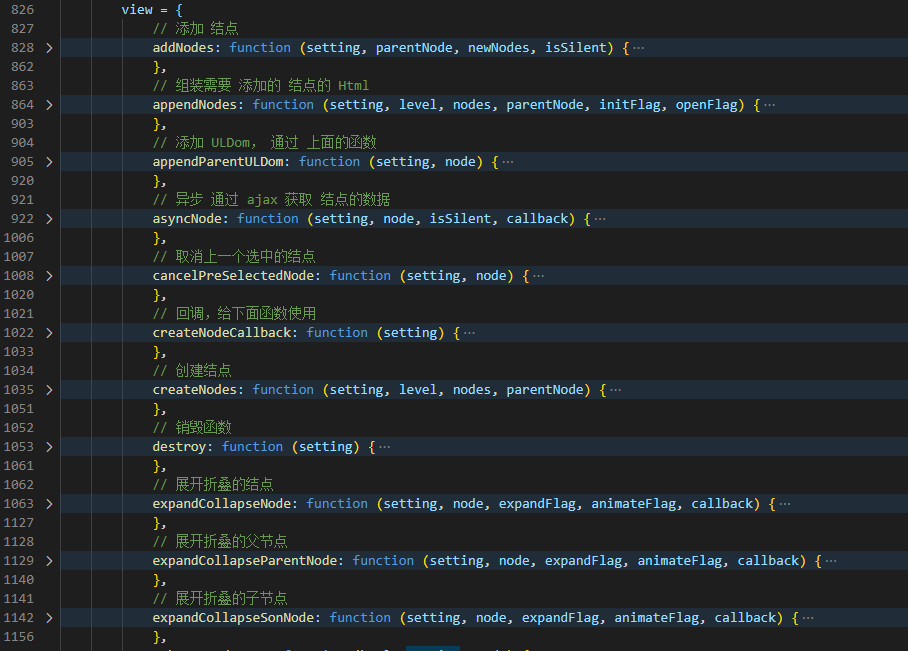 826 view = {
827 // 添加 结点
828 addNodes: function (setting, parentNode, newNodes, isSilent) {···
862 },
863 // 组装需要 添加的 结点的 Html
864 appendNodes: function (setting, level, nodes, parentNode, initFlag, openFlag) {···
903 },
904 // 添加 ULDom， 通过 上面的函数
905 appendParentULDom: function (setting, node) {···
920 },
921 // 异步 通过 ajax 获取 结点的数据
922 asyncNode: function (setting, node, isSilent, callback) {···
1006 },
1007 // 取消上一个选中的结点
1008 cancelPreSelectedNode: function (setting, node) {···
1020 },
1021 // 回调，给下面函数使用
1022 createNodeCallback: function (setting) {···
1033 },
1034 // 创建结点
1035 createNodes: function (setting, level, nodes, parentNode) {···
1051 },
1052 // 销毁函数
1053 destroy: function (setting) {···
1061 },
1062 // 展开折叠的结点
1063 expandCollapseNode: function (setting, node, expandFlag, animateFlag, callback) {···
1127 },
1128 // 展开折叠的父节点
1129 expandCollapseParentNode: function (setting, node, expandFlag, animateFlag, callback) {···
1140 },
1141 // 展开折叠的子节点
1142 expandCollapseSonNode: function (setting, node, expandFlag, animateFlag, callback) {···
1156 },